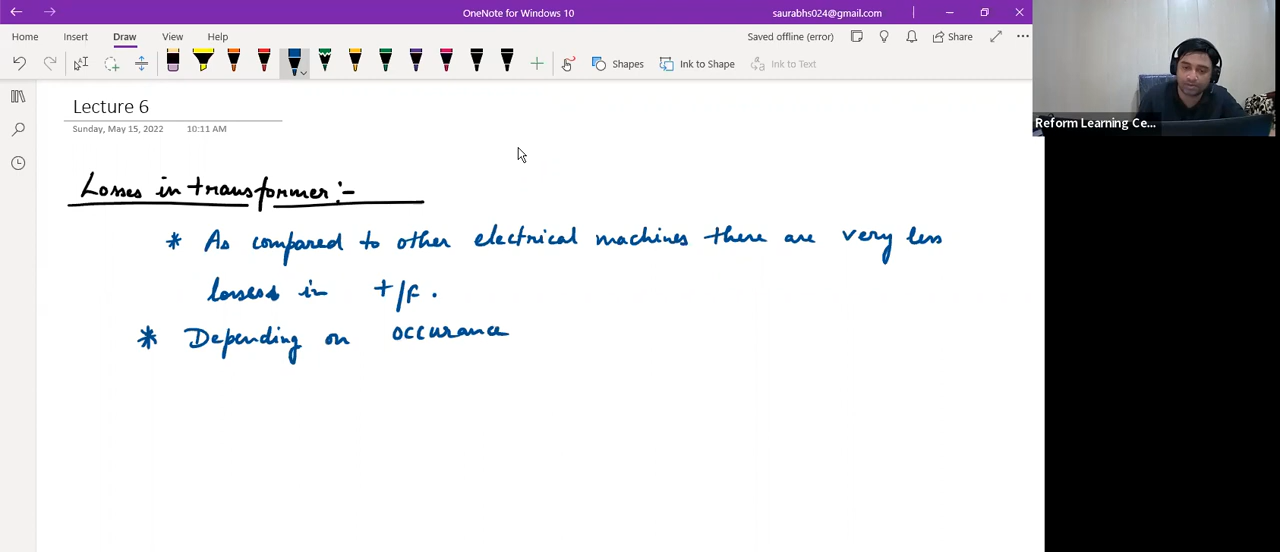 OneNote for Windows 10
saurabhs024@gmail.com
Home Insert Draw View Help
Saved offline (error)
Share
Shapes
Ink to Shape
Ink to Text
Lecture 6
Sunday, May 15, 2022 10:11 AM
Reform Learning Ce...
Losses in transformer :-
* As compared to other electrical machines there are very less
losses in t/f.
* Depending on occurance